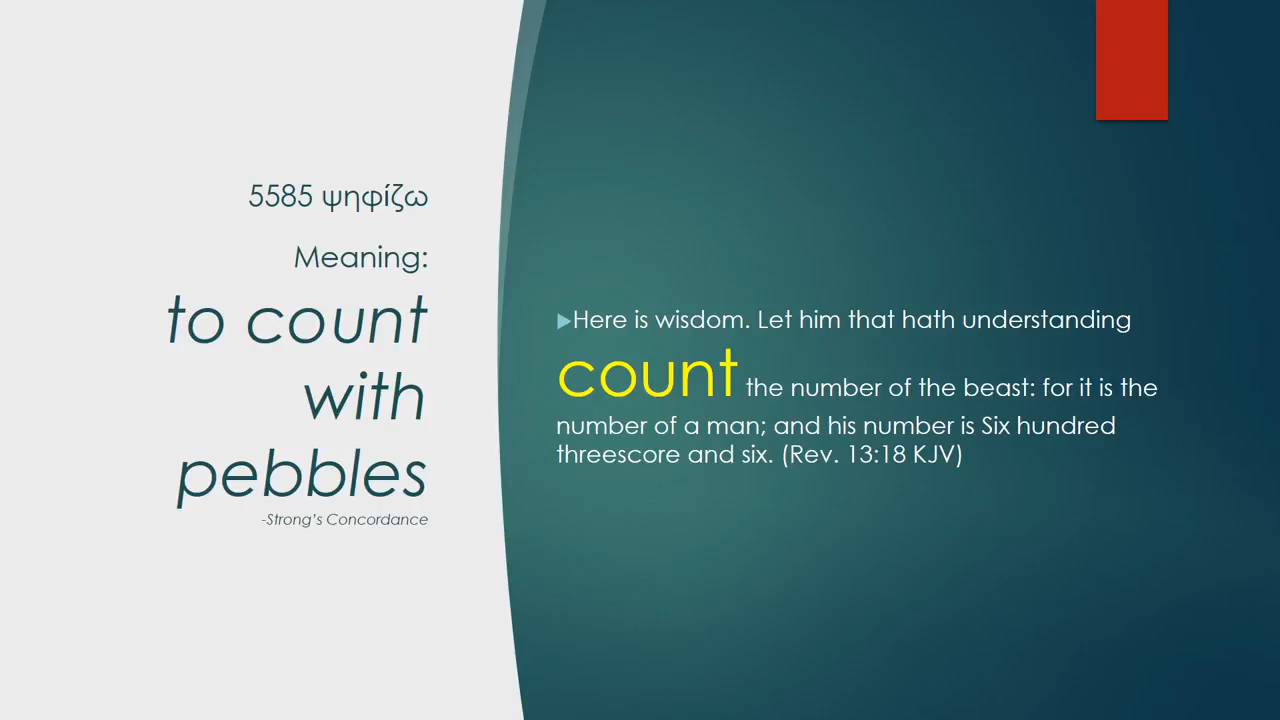 5585 ψηφίζω
Meaning:
to count
with
pebbles
-Strong's Concordance
Here is wisdom. Let him that hath understanding
count the number of the beast: for it is the
number of a man; and his number is Six hundred
threescore and six. (Rev. 13:18 KJV)